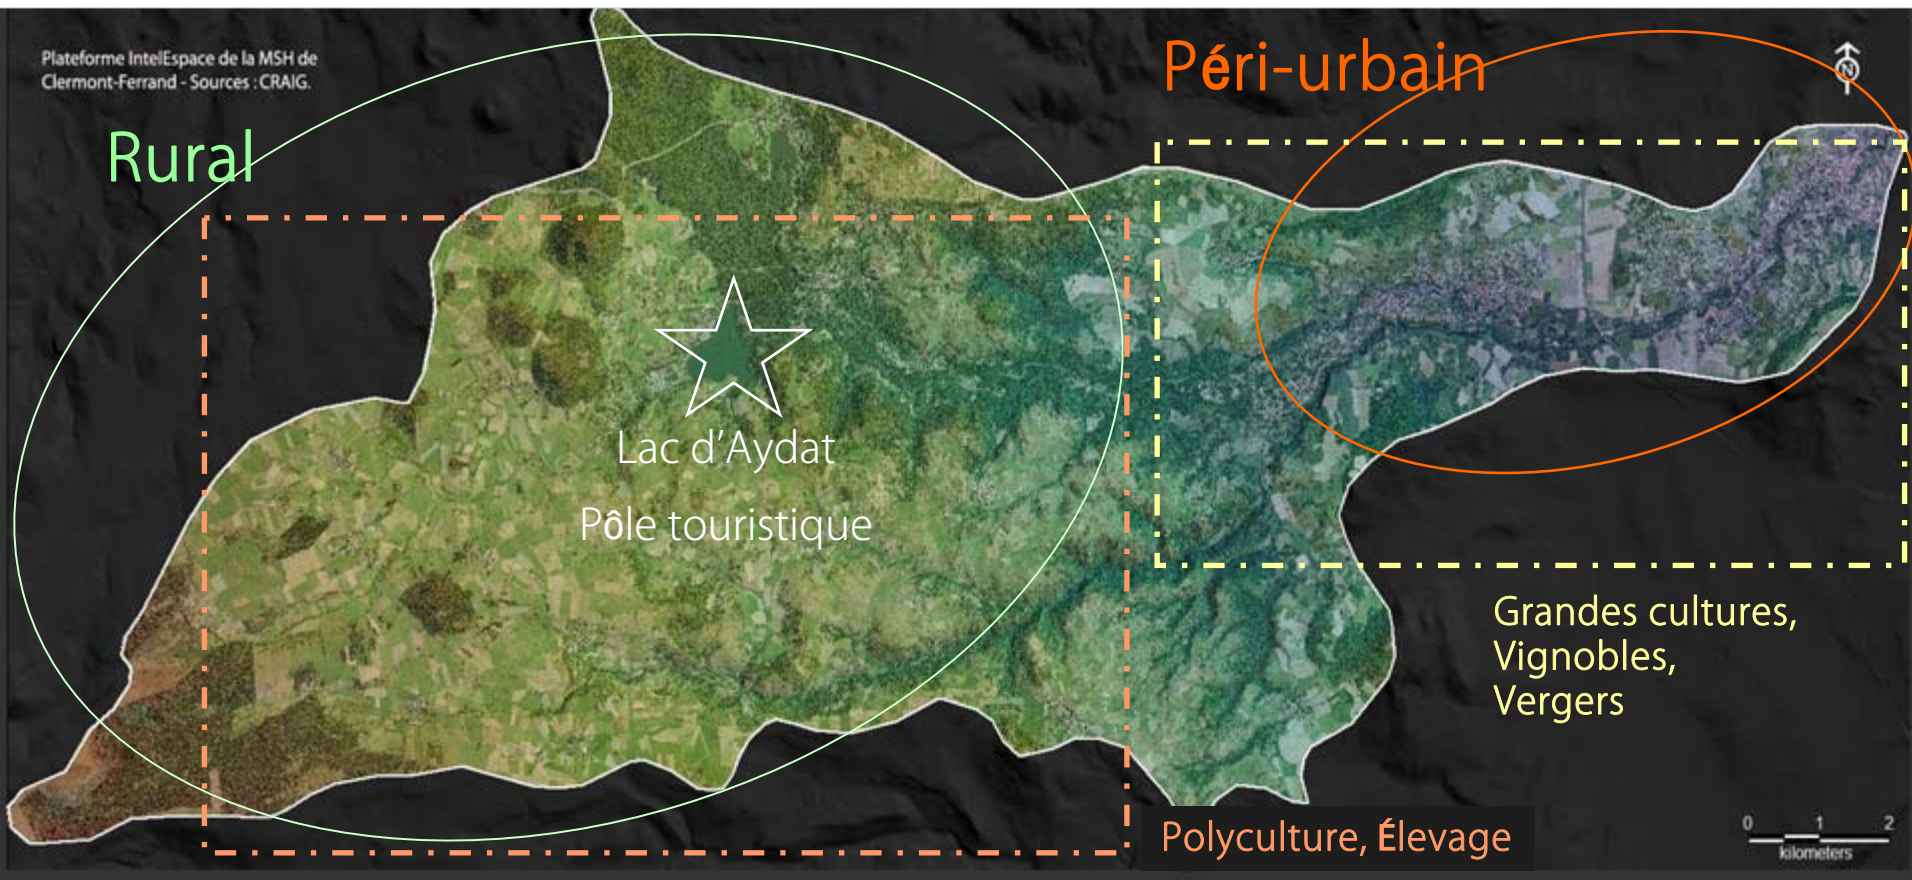 Plateforme IntelEspace de la MSH de
Clermont-Ferrand - Sources : CRAIG.
Péri-urbain
N
Rural
Lac d'Aydat
Pôle touristique
Grandes cultures,
Vignobles,
Vergers
Polyculture, Élevage
0 1 2
kilometers